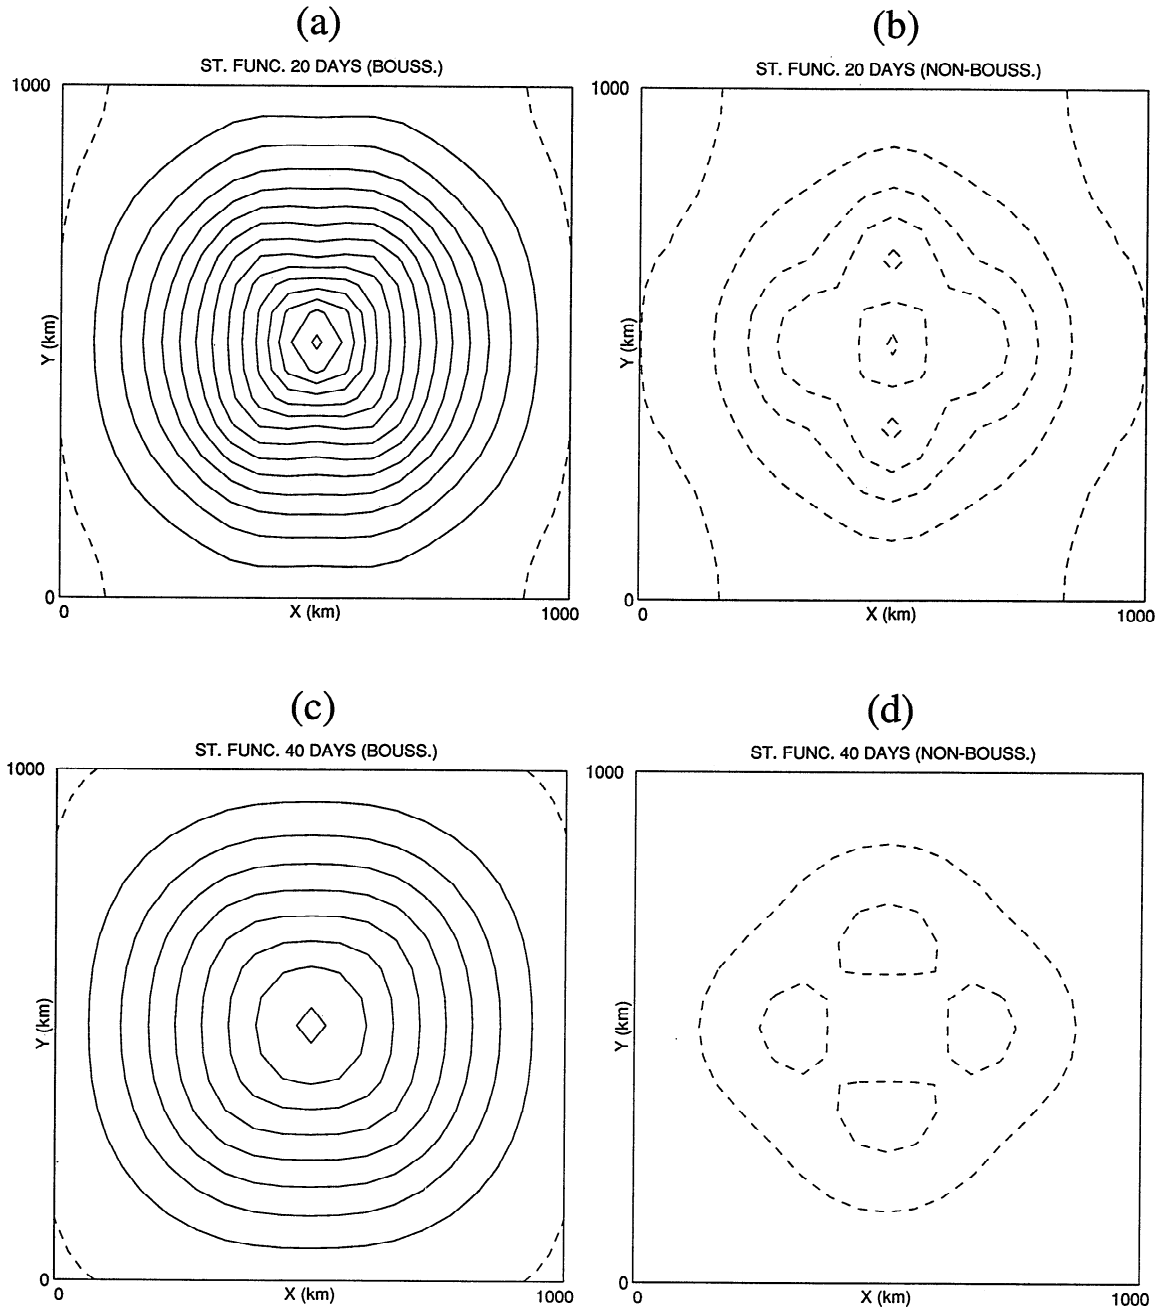 (a)
ST. FUNC. 20 DAYS (BOUSS.)
1000
Y (km)
0
0
X (km)
1000
(b)
ST. FUNC. 20 DAYS (NON-BOUSS.)
1000
Y (km)
0
0
X (km)
1000
(c)
ST. FUNC. 40 DAYS (BOUSS.)
1000
Y (km)
0
0
X (km)
1000
(d)
ST. FUNC. 40 DAYS (NON-BOUSS.)
1000
Y (km)
0
0
X (km)
1000